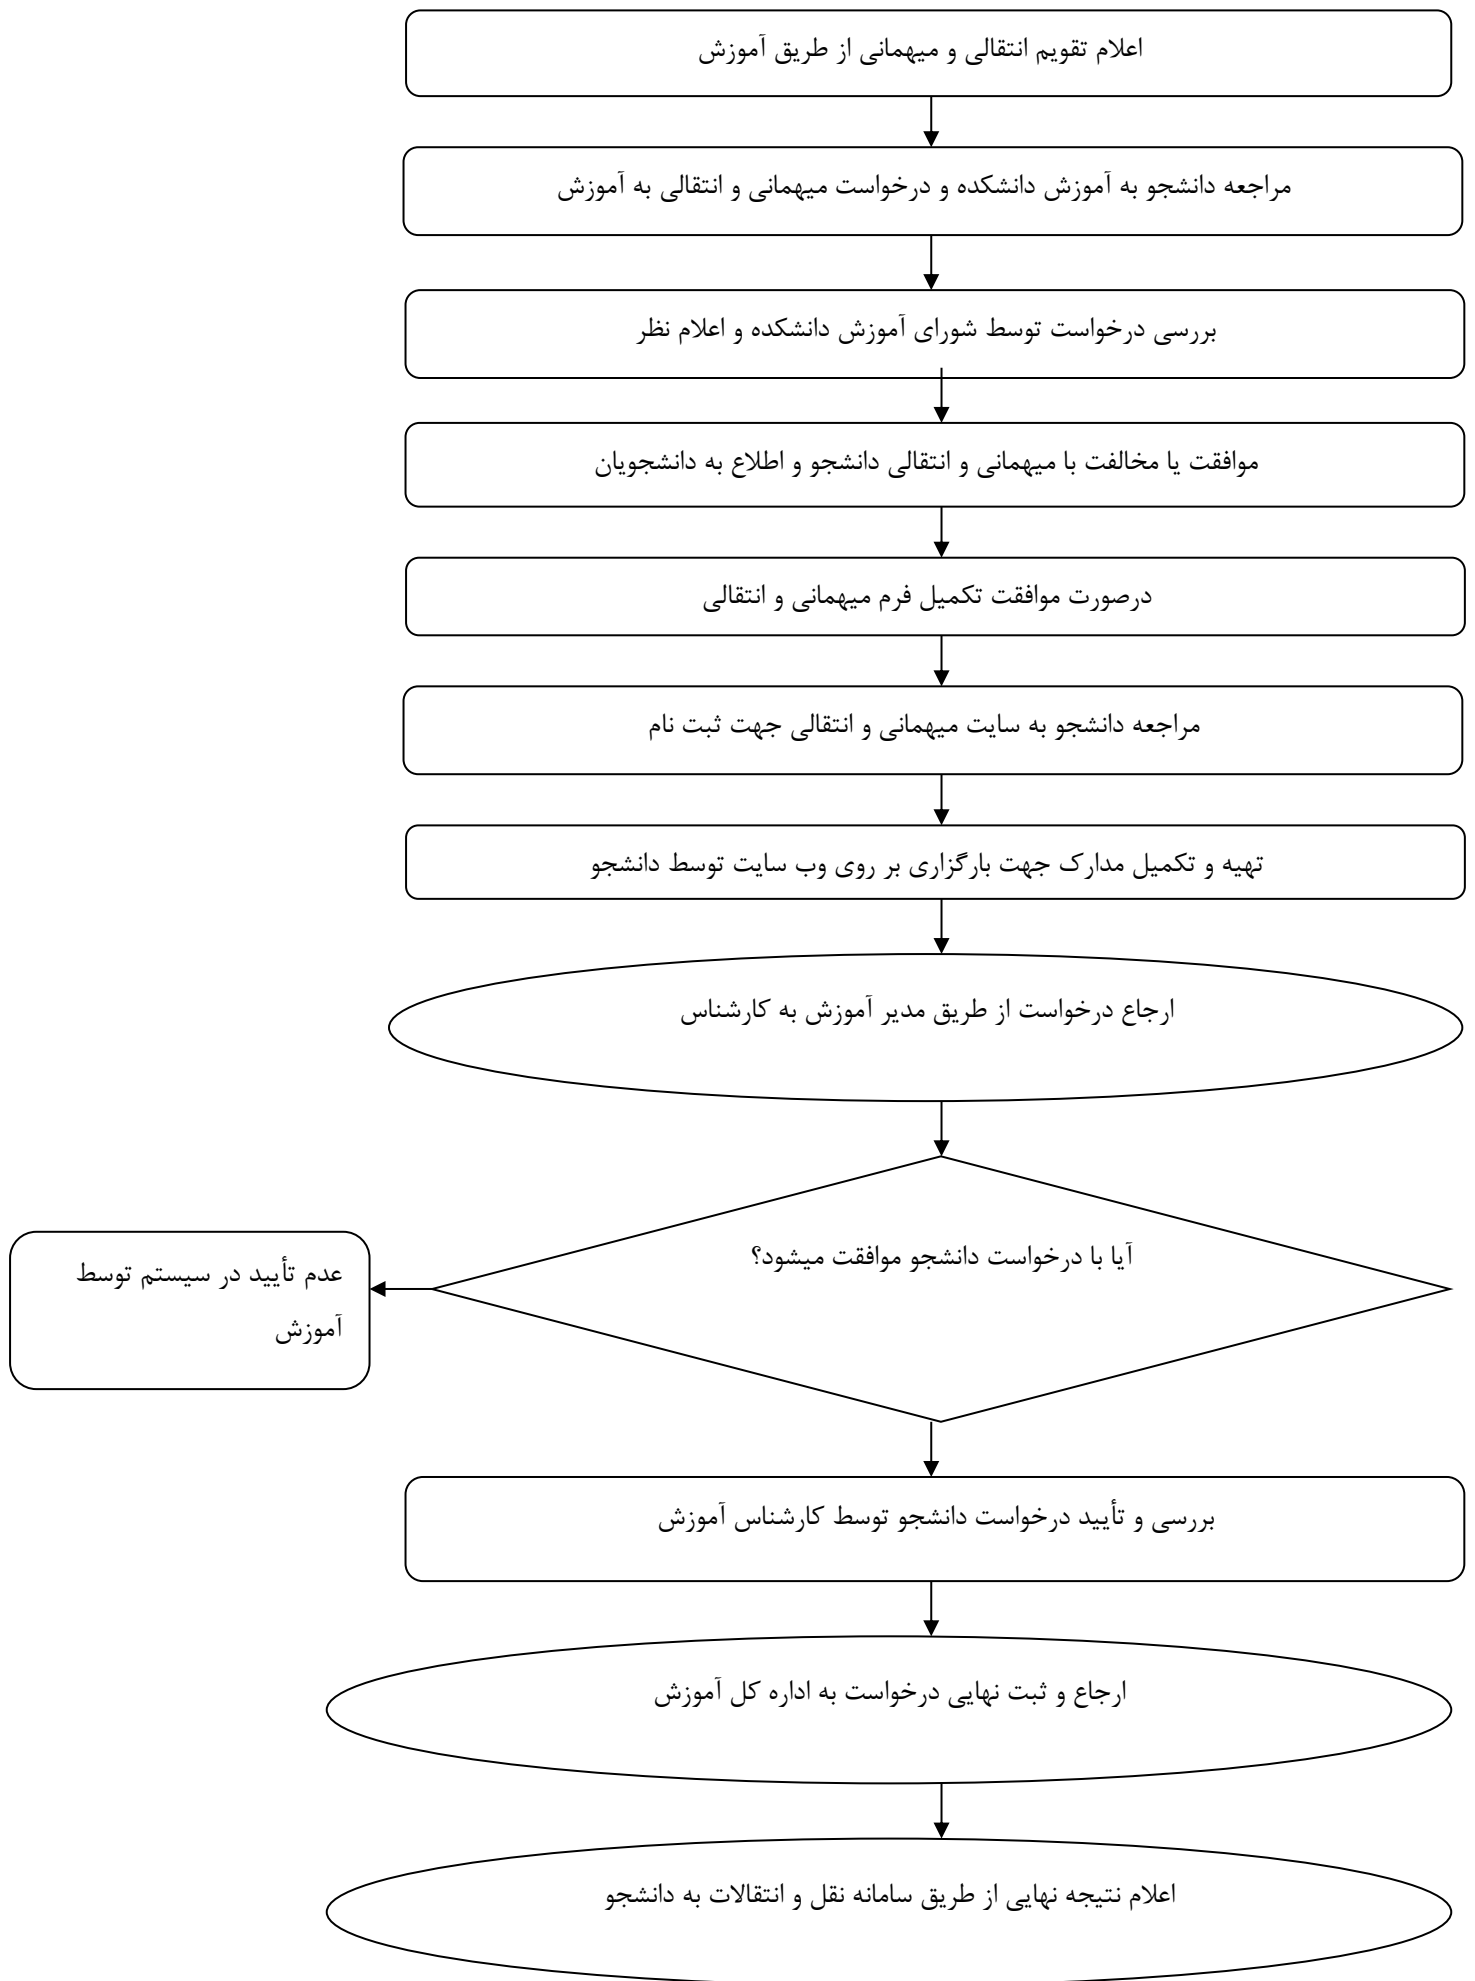 اعلام تقویم انتقالی و میهمانی از طریق آموزش
مراجعه دانشجو به آموزش دانشکده و درخواست میهمانی و انتقالی به آموزش
بررسی درخواست توسط شورای آموزش دانشکده و اعلام نظر
موافقت یا مخالفت با میهمانی و انتقالی دانشجو و اطلاع به دانشجویان
درصورت موافقت تکمیل فرم میهمانی و انتقالی
مراجعه دانشجو به سایت میهمانی و انتقالی جهت ثبت نام
تهیه و تکمیل مدارک جهت بارگزاری بر روی وب سایت توسط دانشجو
ارجاع درخواست از طریق مدیر آموزش به کارشناس
آیا با درخواست دانشجو موافقت میشود؟
عدم تأیید در سیستم توسط
آموزش
بررسی و تأیید درخواست دانشجو توسط کارشناس آموزش
ارجاع و ثبت نهایی درخواست به اداره کل آموزش
اعلام نتیجه نهایی از طریق سامانه نقل و انتقالات به دانشجو